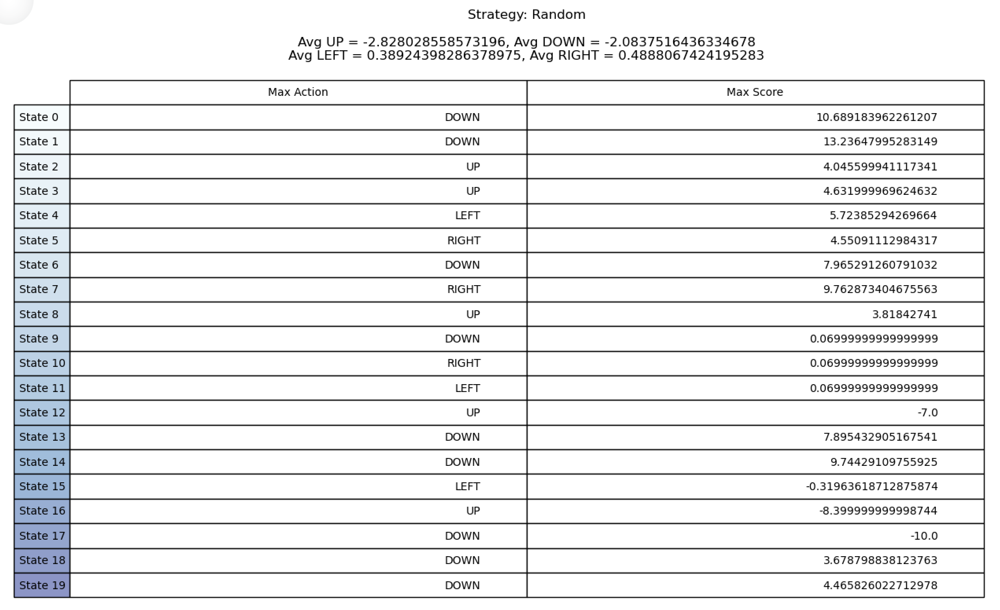 Strategy: Random
Avg UP = -2.828028558573196, Avg DOWN = -2.0837516436334678
Avg LEFT = 0.38924398286378975, Avg RIGHT = 0.4888067424195283
Max Action Max Score
State 0 DOWN 10.689183962261207
State 1 DOWN 13.23647995283149
State 2 UP 4.045599941117341
State 3 UP 4.631999969624632
State 4 LEFT 5.72385294269664
State 5 RIGHT 4.55091112984317
State 6 DOWN 7.965291260791032
State 7 RIGHT 9.762873404675563
State 8 UP 3.81842741
State 9 DOWN 0.06999999999999999
State 10 RIGHT 0.06999999999999999
State 11 LEFT 0.06999999999999999
State 12 UP -7.0
State 13 DOWN 7.895432905167541
State 14 DOWN 9.74429109755925
State 15 LEFT -0.31963618712875874
State 16 UP -8.399999999998744
State 17 DOWN -10.0
State 18 DOWN 3.678798838123763
State 19 DOWN 4.465826022712978